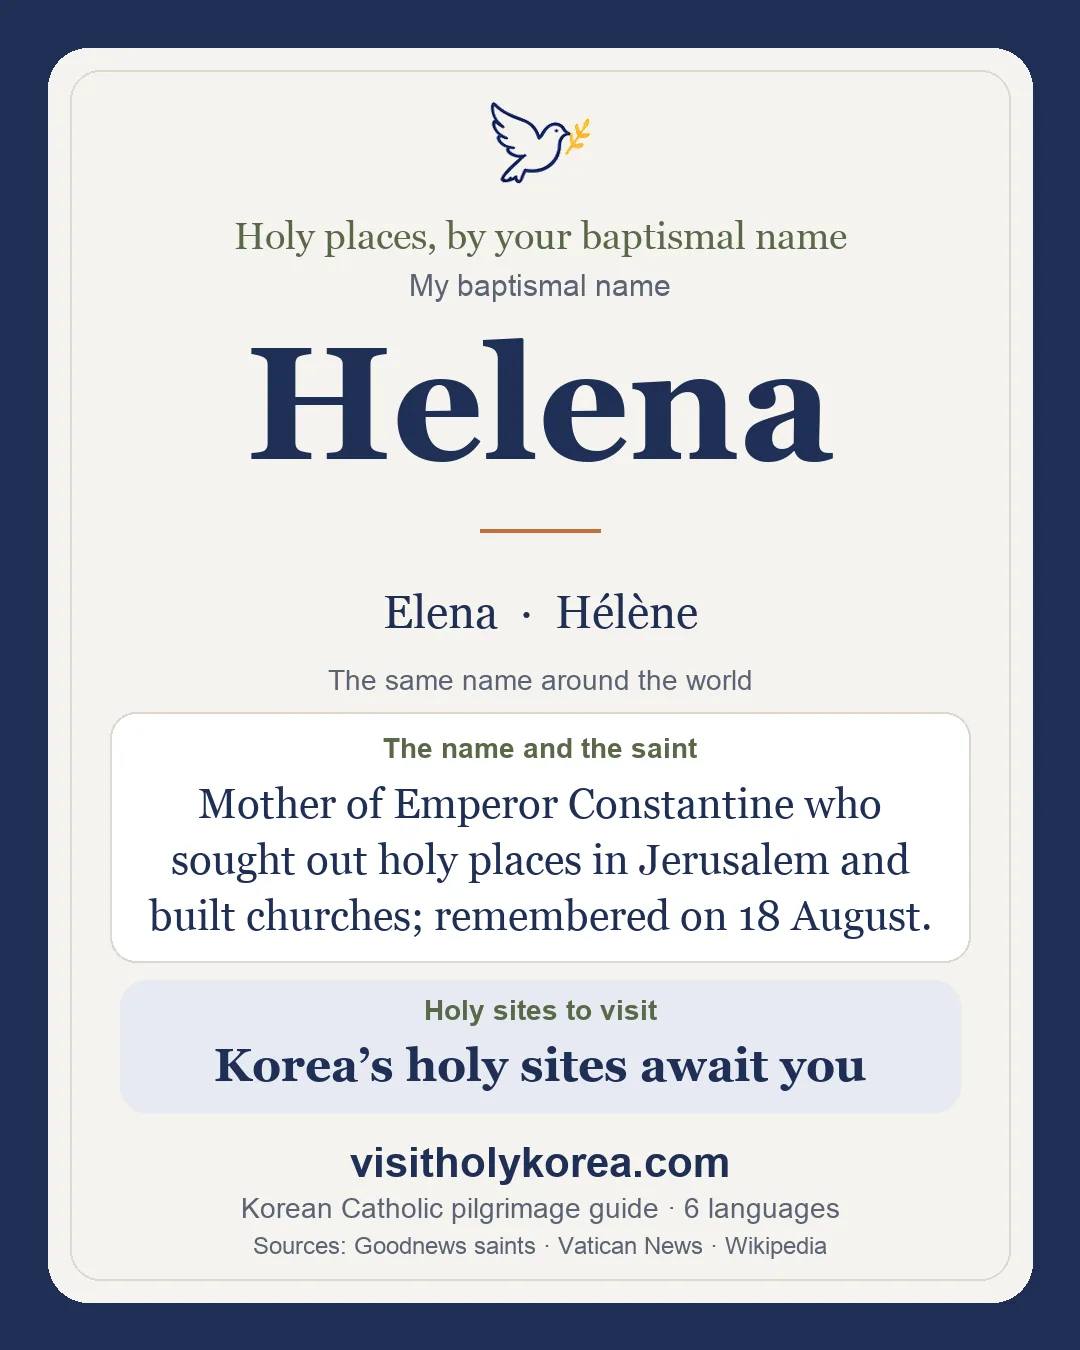 Holy places, by your baptismal name
My baptismal name
Helena
Elena · Hélène
The same name around the world
The name and the saint
Mother of Emperor Constantine who
sought out holy places in Jerusalem and
built churches; remembered on 18 August.
Holy sites to visit
Korea’s holy sites await you
visitholykorea.com
Korean Catholic pilgrimage guide · 6 languages
Sources: Goodnews saints · Vatican News · Wikipedia